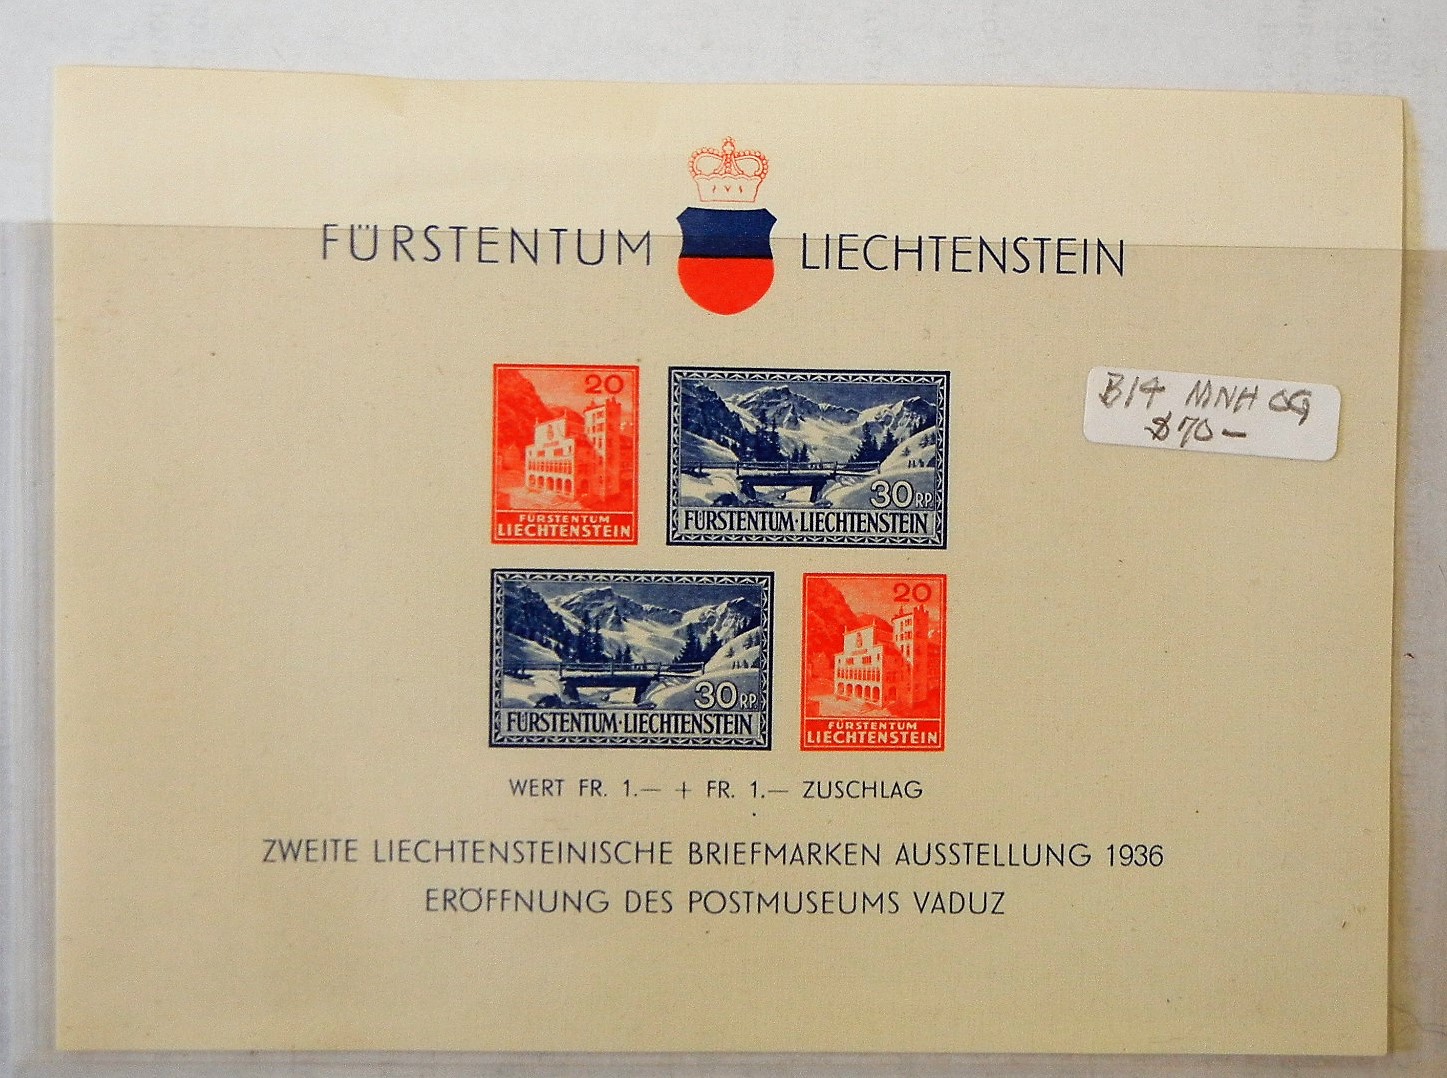 FÜRSTENTUM LIECHTENSTEIN
B14 MNH OG
$70—
20
FÜRSTENTUM
LIECHTENSTEIN
30 RP.
FÜRSTENTUM·LIECHTENSTEIN
30 RP.
FÜRSTENTUM·LIECHTENSTEIN
20
FÜRSTENTUM
LIECHTENSTEIN
WERT FR. 1.— + FR. 1.— ZUSCHLAG
ZWEITE LIECHTENSTEINISCHE BRIEFMARKEN AUSSTELLUNG 1936
ERÖFFNUNG DES POSTMUSEUMS VADUZ